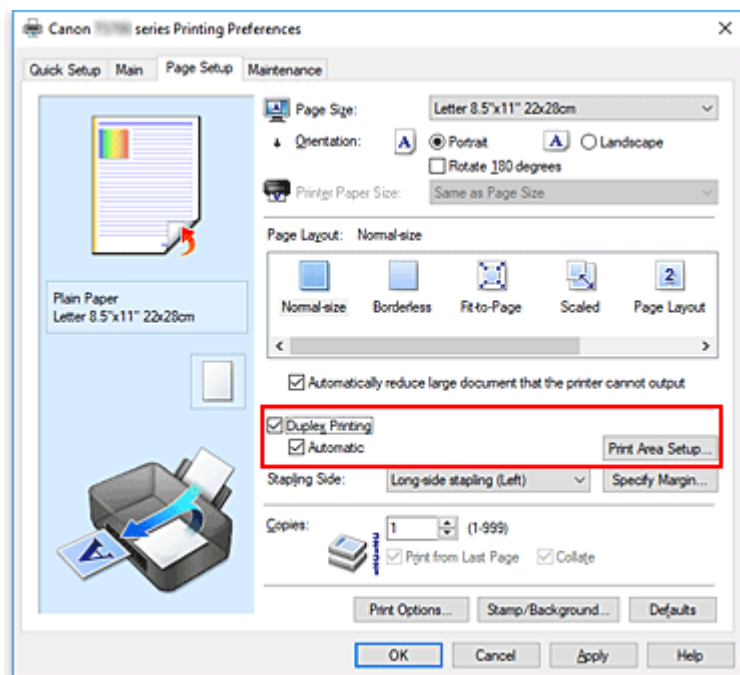 Canon series Printing Preferences
Quick Setup Main Page Setup Maintenance
Page Size: Letter 8.5"x11" 22x28cm
Orientation: A Portrait A Landscape
Rotate 180 degrees
Printer Paper Size: Same as Page Size
Page Layout: Normal-size
Normal-size Borderless Fit-to-Page Scaled Page Layout
Plain Paper
Letter 8.5"x11" 22x28cm
Automatically reduce large document that the printer cannot output
Duplex Printing
Automatic Print Area Setup...
Stapling Side: Long-side stapling (Left) Specify Margin...
Copies: 1 (1-999)
Print from Last Page Collate
Print Options... Stamp/Background... Defaults
OK Cancel Apply Help